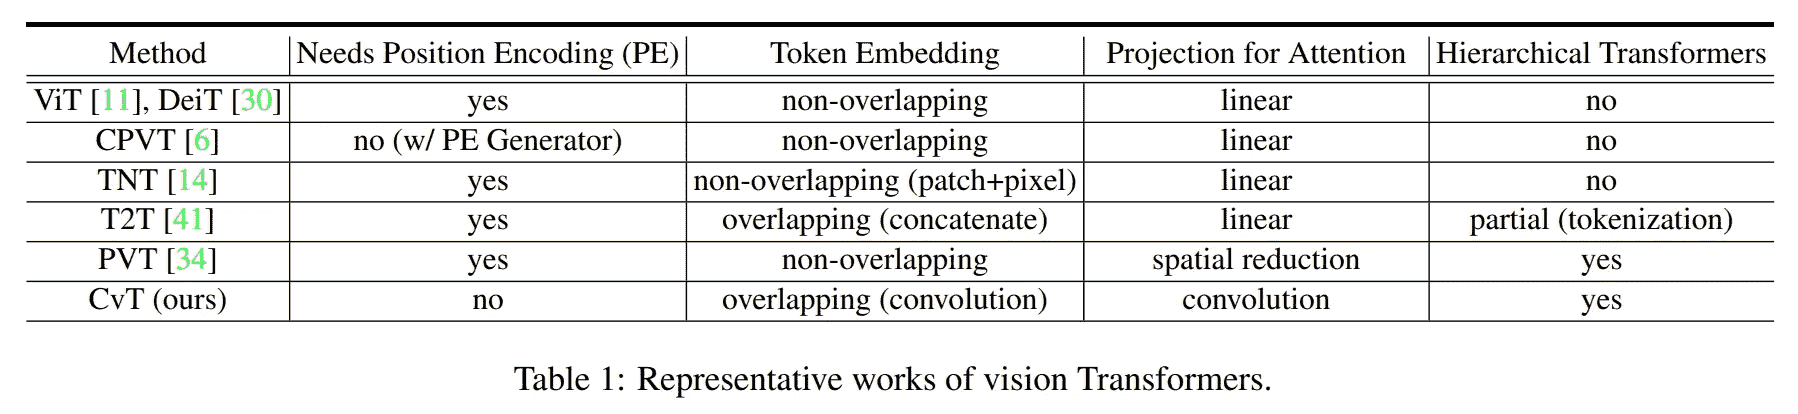 Method Needs Position Encoding (PE) Token Embedding Projection for Attention Hierarchical Transformers
ViT [11], DeiT [30] yes non-overlapping linear no
CPVT [6] no (w/ PE Generator) non-overlapping linear no
TNT [14] yes non-overlapping (patch+pixel) linear no
T2T [41] yes overlapping (concatenate) linear partial (tokenization)
PVT [34] yes non-overlapping spatial reduction yes
CvT (ours) no overlapping (convolution) convolution yes
Table 1: Representative works of vision Transformers.